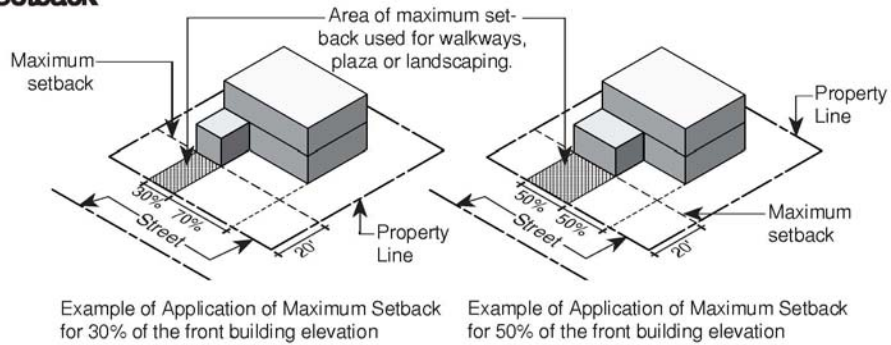 Setback
Area of maximum set-
back used for walkways,
plaza or landscaping.
Maximum
setback
30%
70%
Street
20'
Property
Line
Example of Application of Maximum Setback
for 30% of the front building elevation
Property
Line
50%
50%
Street
20'
Maximum
setback
Example of Application of Maximum Setback
for 50% of the front building elevation